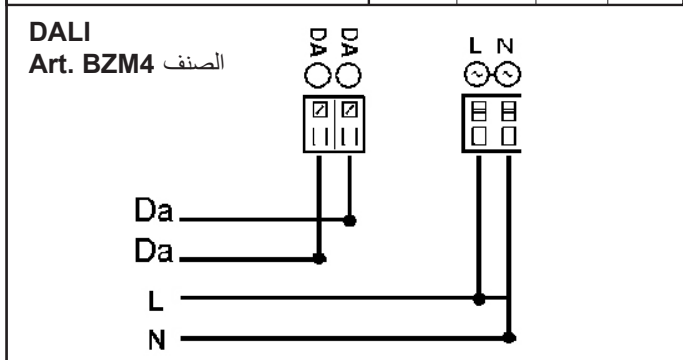 DALI
Art. BZM4 الصنف
DA DA
L N
Da
Da
L
N